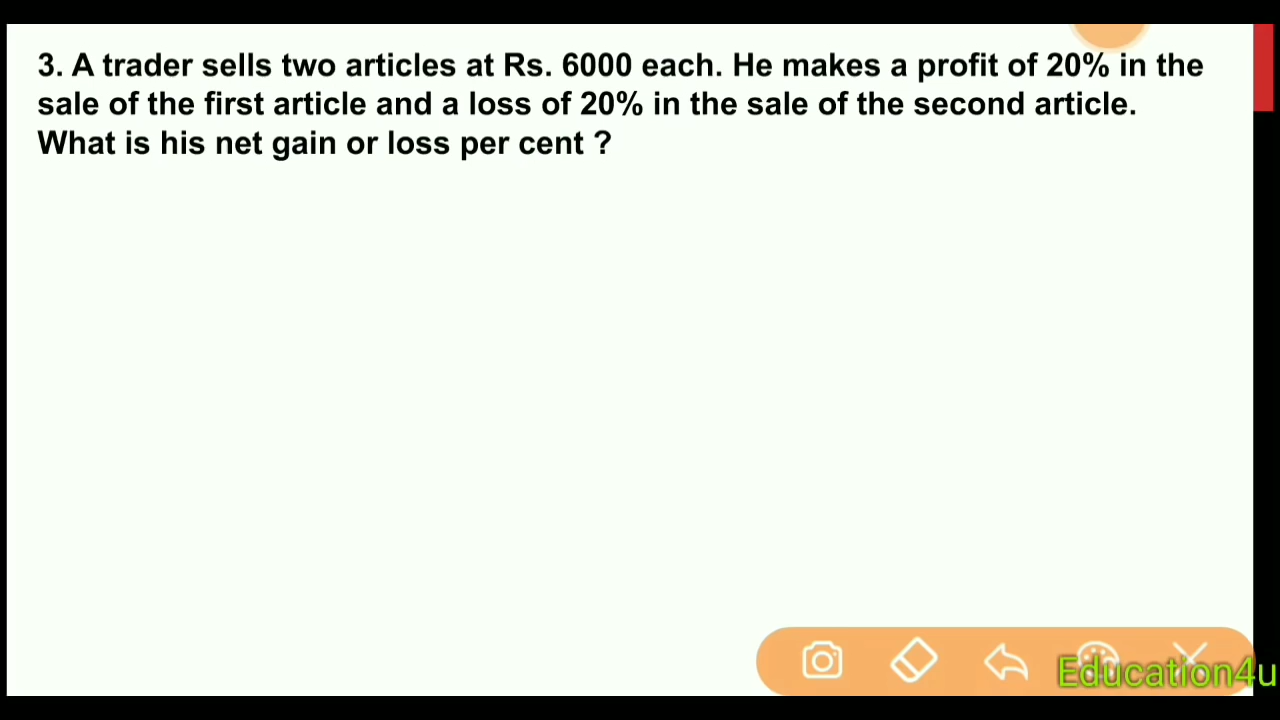 3. A trader sells two articles at Rs. 6000 each. He makes a profit of 20% in the
sale of the first article and a loss of 20% in the sale of the second article.
What is his net gain or loss per cent ?
Education4u